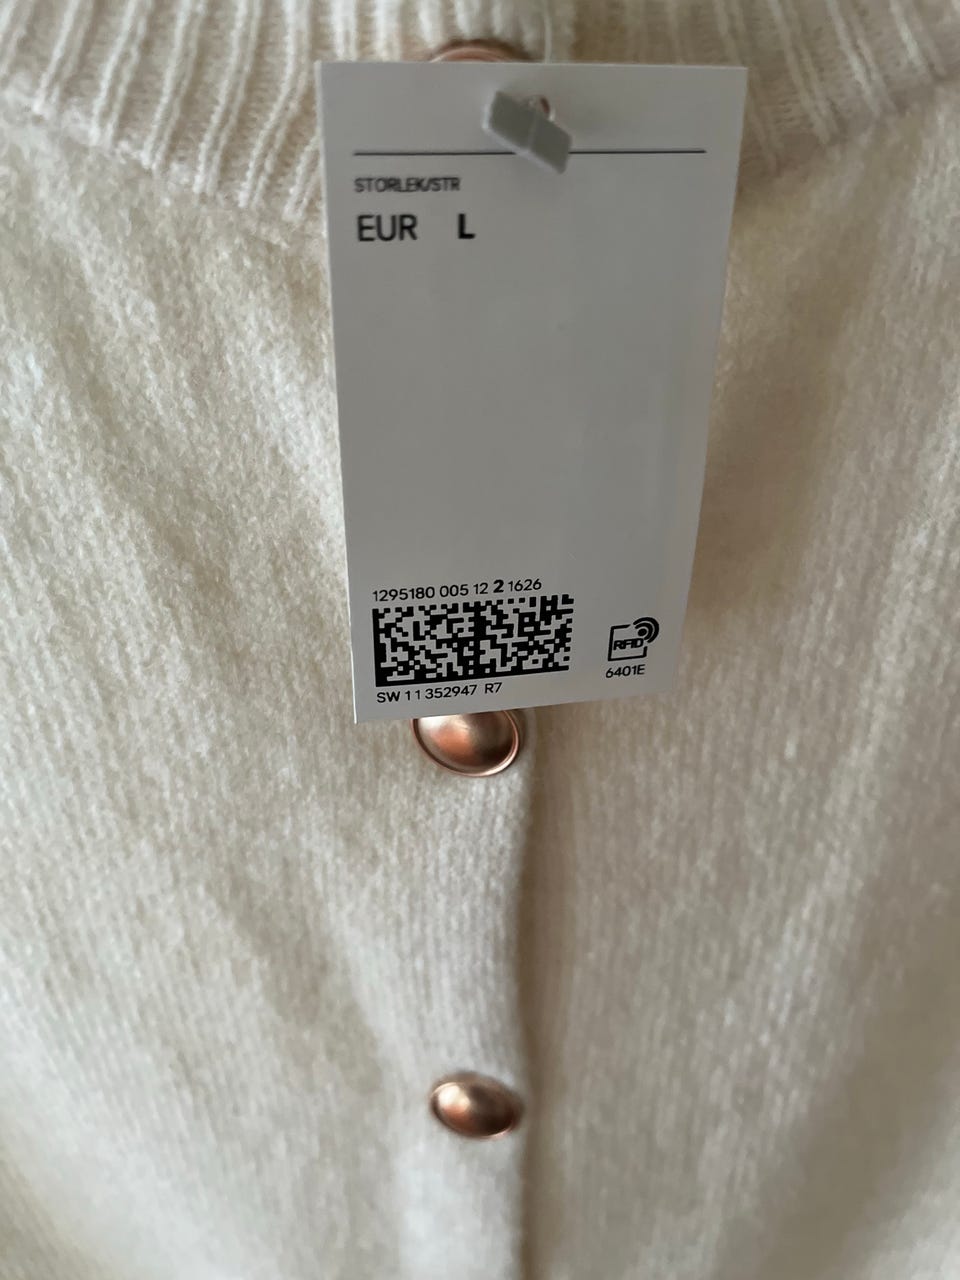 STORLEK/STR
EUR L
1295180 005 12 2 1626
SW 11 352947 R7
RFID
6401E